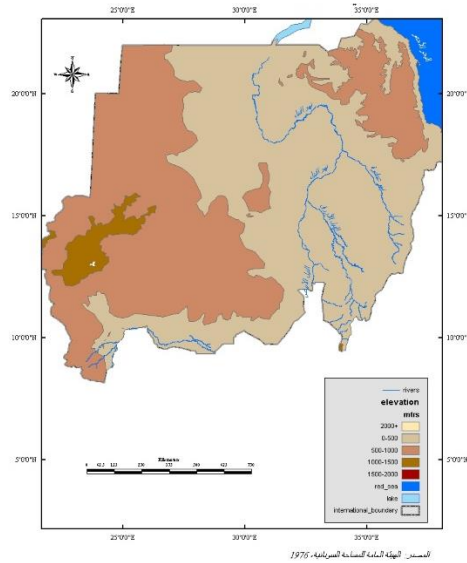 25°0'0"E 30°0'0"E 35°0'0"E
البحر الأحمر
20°0'0"N 20°0'0"N
15°0'0"N 15°0'0"N
10°0'0"N 10°0'0"N
5°0'0"N 5°0'0"N
rivers
elevation
mtrs
2000+
0-500
500-1000
1000-1500
1500-2000
red_sea
lake
international_boundary
Kilometers
25°0'0"E 30°0'0"E 35°0'0"E
المصدر: الهيئة العامة للمساحة السودانية، 1976